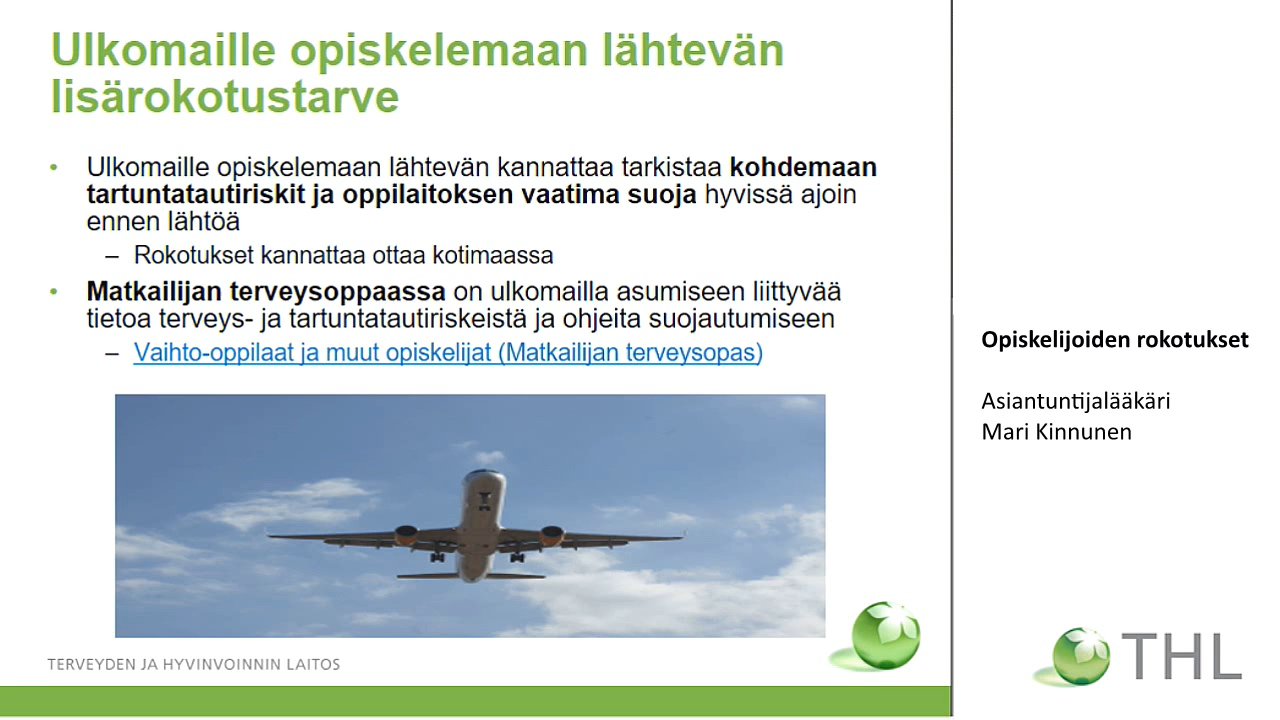 Ulkomaille opiskelemaan lähtevän
lisärokotustarve
• Ulkomaille opiskelemaan lähtevän kannattaa tarkistaa kohdemaan
tartuntatautiriskit ja oppilaitoksen vaatima suoja hyvissä ajoin
ennen lähtöä
– Rokotukset kannattaa ottaa kotimaassa
• Matkailijan terveysoppaassa on ulkomailla asumiseen liittyvää
tietoa terveys- ja tartuntatautiriskeistä ja ohjeita suojautumiseen
– Vaihto-oppilaat ja muut opiskelijat (Matkailijan terveysopas)
TERVEYDEN JA HYVINVOINNIN LAITOS
Opiskelijoiden rokotukset
Asiantuntijalääkäri
Mari Kinnunen
THL